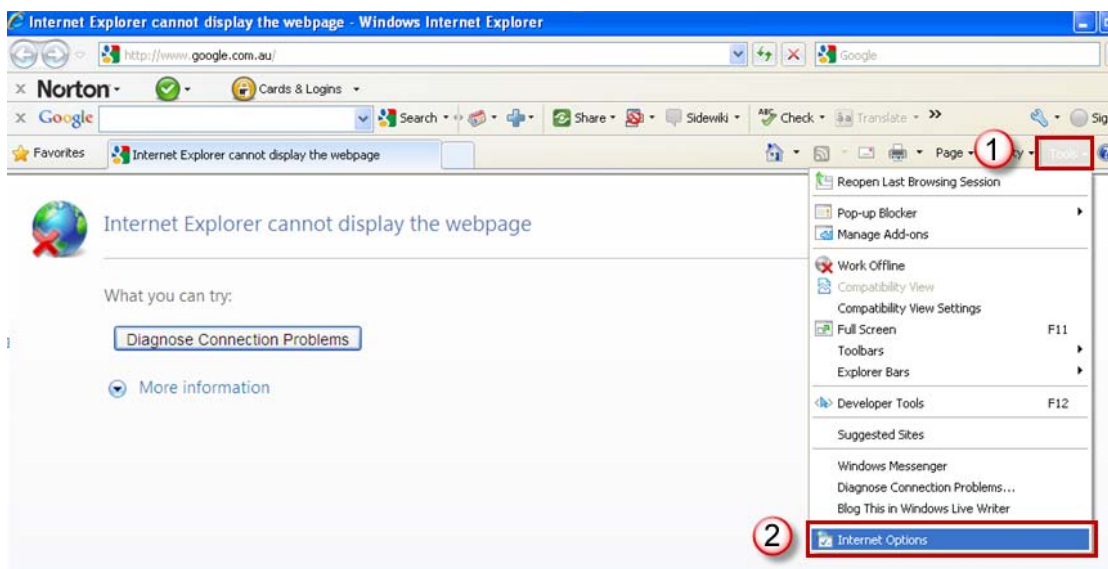 Internet Explorer cannot display the webpage - Windows Internet Explorer
http://www.google.com.au/
Google
Norton
Cards & Logins
Google
Search
Share
Sidewiki
Check
Translate
Favorites
Internet Explorer cannot display the webpage
Page
1
Tools
Reopen Last Browsing Session
Pop-up Blocker
Manage Add-ons
Work Offline
Compatibility View
Compatibility View Settings
Full Screen F11
Toolbars
Explorer Bars
Developer Tools F12
Suggested Sites
Windows Messenger
Diagnose Connection Problems...
Blog This in Windows Live Writer
2
Internet Options
Internet Explorer cannot display the webpage
What you can try:
Diagnose Connection Problems
More information